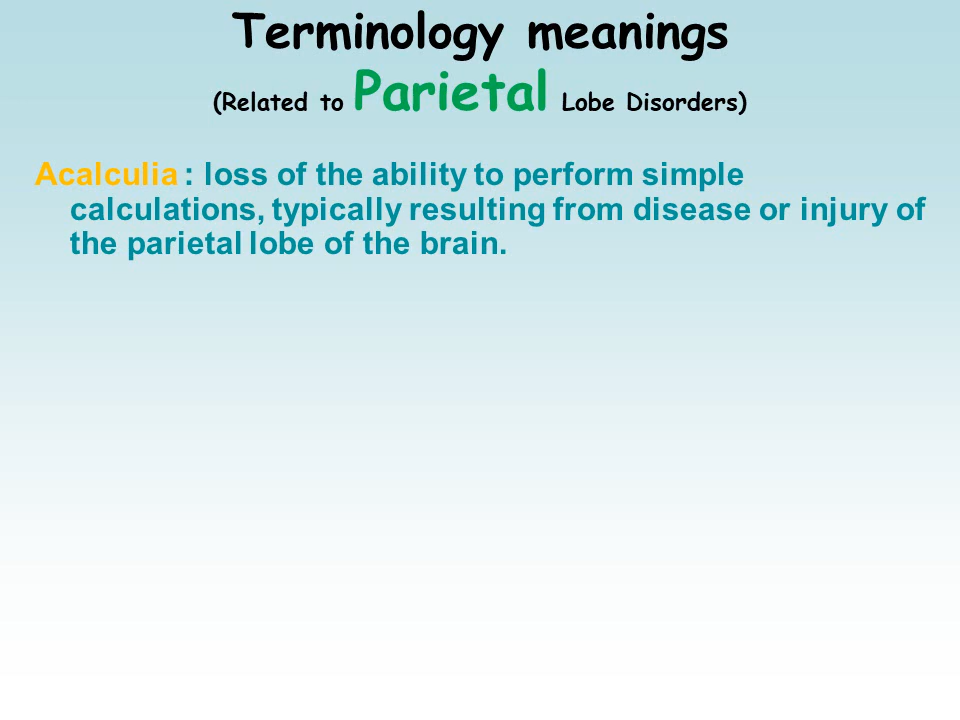 Terminology meanings
(Related to Parietal Lobe Disorders)
Acalculia : loss of the ability to perform simple
calculations, typically resulting from disease or injury of
the parietal lobe of the brain.